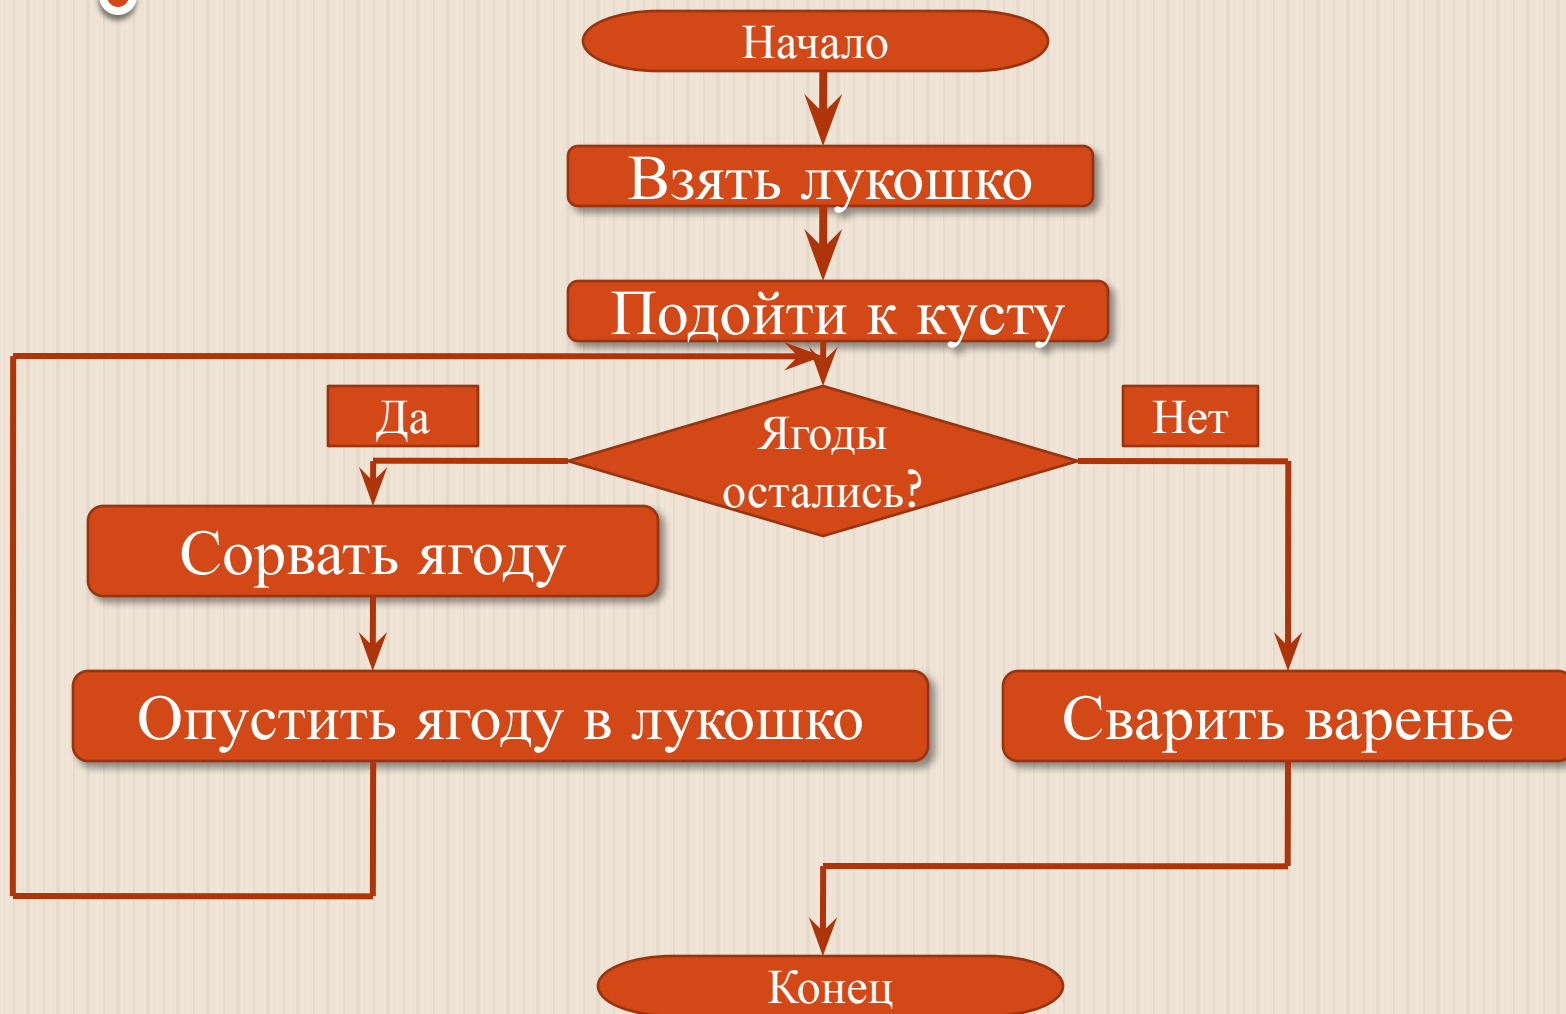 Начало
Взять лукошко
Подойти к кусту
Да
Ягоды
остались?
Нет
Сорвать ягоду
Опустить ягоду в лукошко
Сварить варенье
Конец